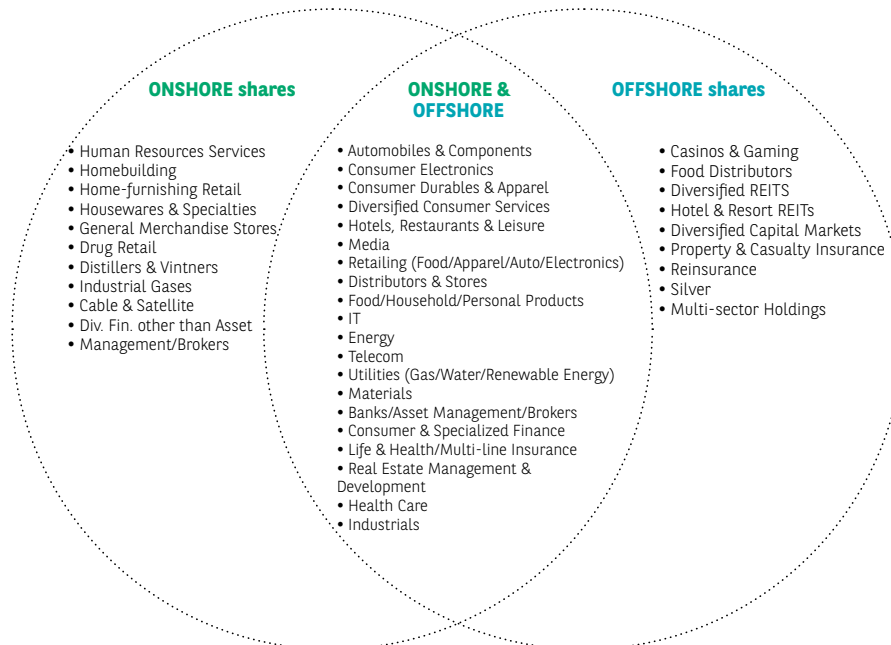 ONSHORE shares
• Human Resources Services
• Homebuilding
• Home-furnishing Retail
• Housewares & Specialties
• General Merchandise Stores
• Drug Retail
• Distillers & Vintners
• Industrial Gases
• Cable & Satellite
• Div. Fin. other than Asset
• Management/Brokers
ONSHORE &
OFFSHORE
• Automobiles & Components
• Consumer Electronics
• Consumer Durables & Apparel
• Diversified Consumer Services
• Hotels, Restaurants & Leisure
• Media
• Retailing (Food/Apparel/Auto/Electronics)
• Distributors & Stores
• Food/Household/Personal Products
• IT
• Energy
• Telecom
• Utilities (Gas/Water/Renewable Energy)
• Materials
• Banks/Asset Management/Brokers
• Consumer & Specialized Finance
• Life & Health/Multi-line Insurance
• Real Estate Management &
Development
• Health Care
• Industrials
OFFSHORE shares
• Casinos & Gaming
• Food Distributors
• Diversified REITS
• Hotel & Resort REITs
• Diversified Capital Markets
• Property & Casualty Insurance
• Reinsurance
• Silver
• Multi-sector Holdings